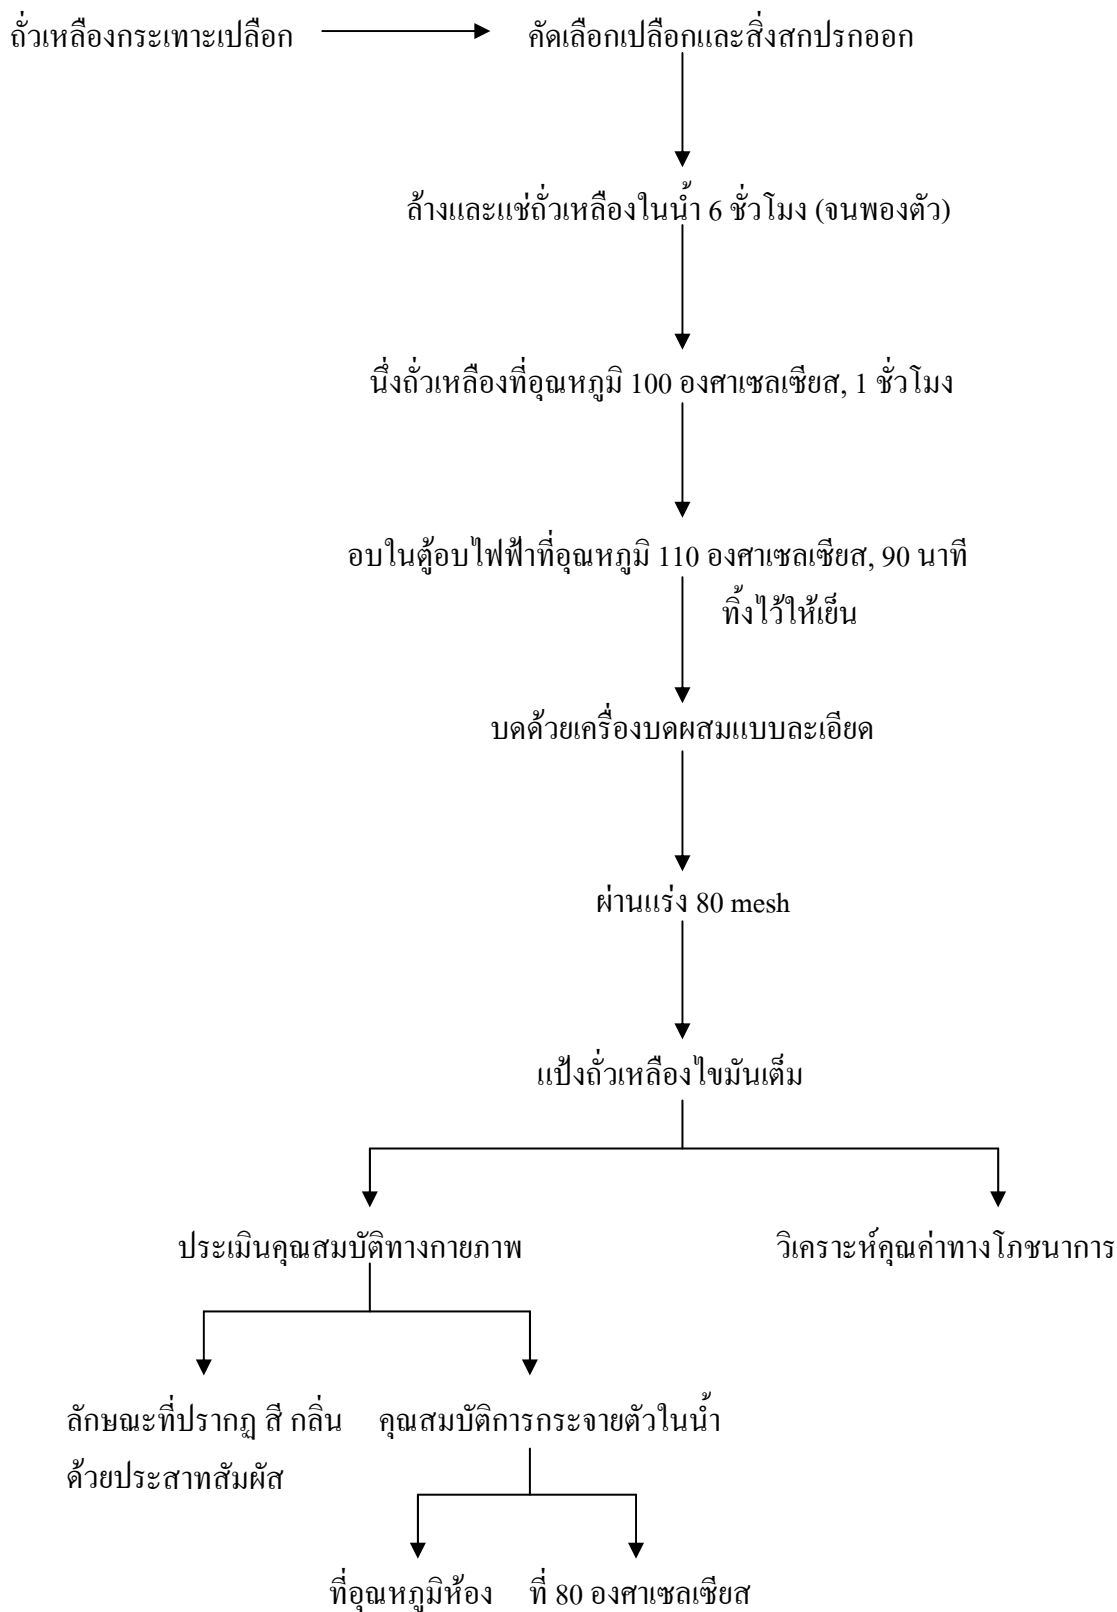 ถั่วเหลืองกระเทาะเปลือก
คัดเลือกเปลือกและสิ่งสกปรกออก
ล้างและแช่ถั่วเหลืองในน้ำ 6 ชั่วโมง (จนพองตัว)
นึ่งถั่วเหลืองที่อุณหภูมิ 100 องศาเซลเซียส, 1 ชั่วโมง
อบในตู้อบไฟฟ้าที่อุณหภูมิ 110 องศาเซลเซียส, 90 นาที
ทิ้งไว้ให้เย็น
บดด้วยเครื่องบดผสมแบบละเอียด
ผ่านแร่ง 80 mesh
แป้งถั่วเหลืองไขมันเต็ม
ประเมินคุณสมบัติทางกายภาพ
วิเคราะห์คุณค่าทางโภชนาการ
ลักษณะที่ปรากฏ สี กลิ่น
ด้วยประสาทสัมผัส
คุณสมบัติการกระจายตัวในน้ำ
ที่อุณหภูมิห้อง
ที่ 80 องศาเซลเซียส